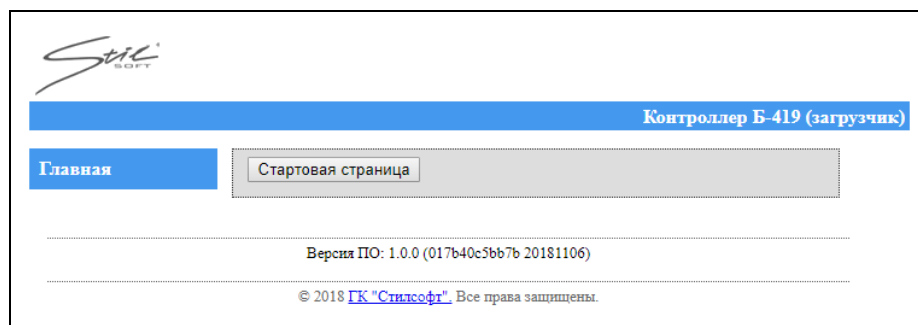 Stil
SOFT
Контроллер Б-419 (загрузчик)
Главная
Стартовая страница
Версия ПО: 1.0.0 (017b40c5bb7b 20181106)
© 2018 ГК "Стилсофт". Все права защищены.